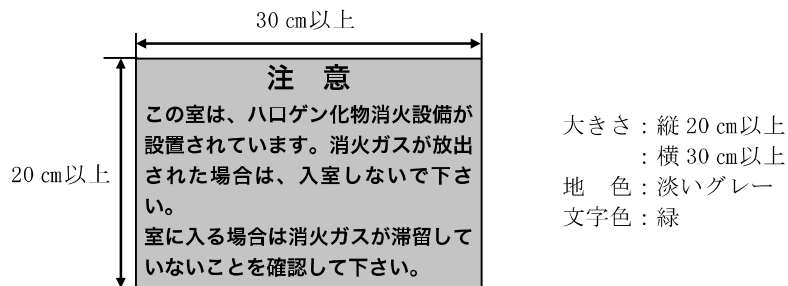 30 ㎝以上
20 ㎝以上
注　意
この室は、ハロゲン化物消火設備が
設置されています。消火ガスが放出
された場合は、入室しないで下さ
い。
室に入る場合は消火ガスが滞留して
いないことを確認して下さい。
大きさ：縦 20 ㎝以上
：横 30 ㎝以上
地　色：淡いグレー
文字色：緑